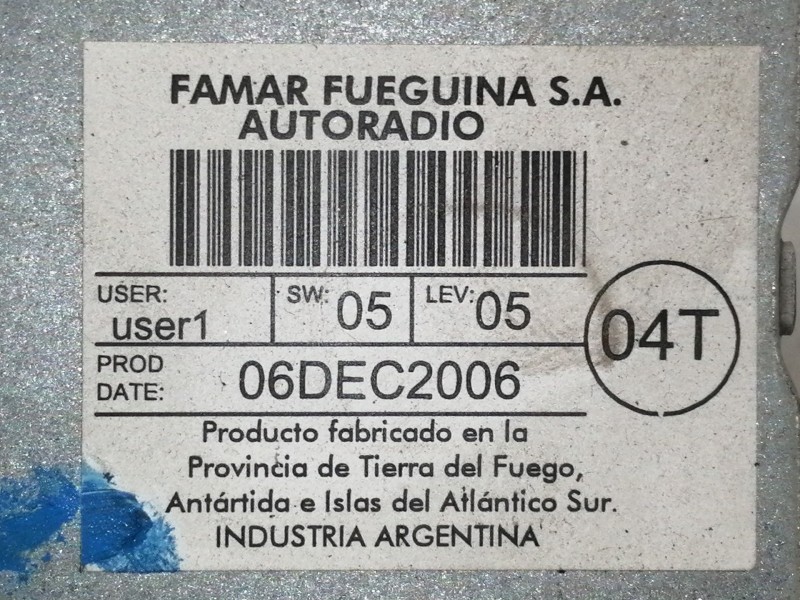 FAMAR FUEGUINA S.A.
AUTORADIO
USER: user1 SW: 05 LEV: 05
04T
PROD DATE: 06DEC2006
Producto fabricado en la
Provincia de Tierra del Fuego,
Antártida e Islas del Atlántico Sur.
INDUSTRIA ARGENTINA